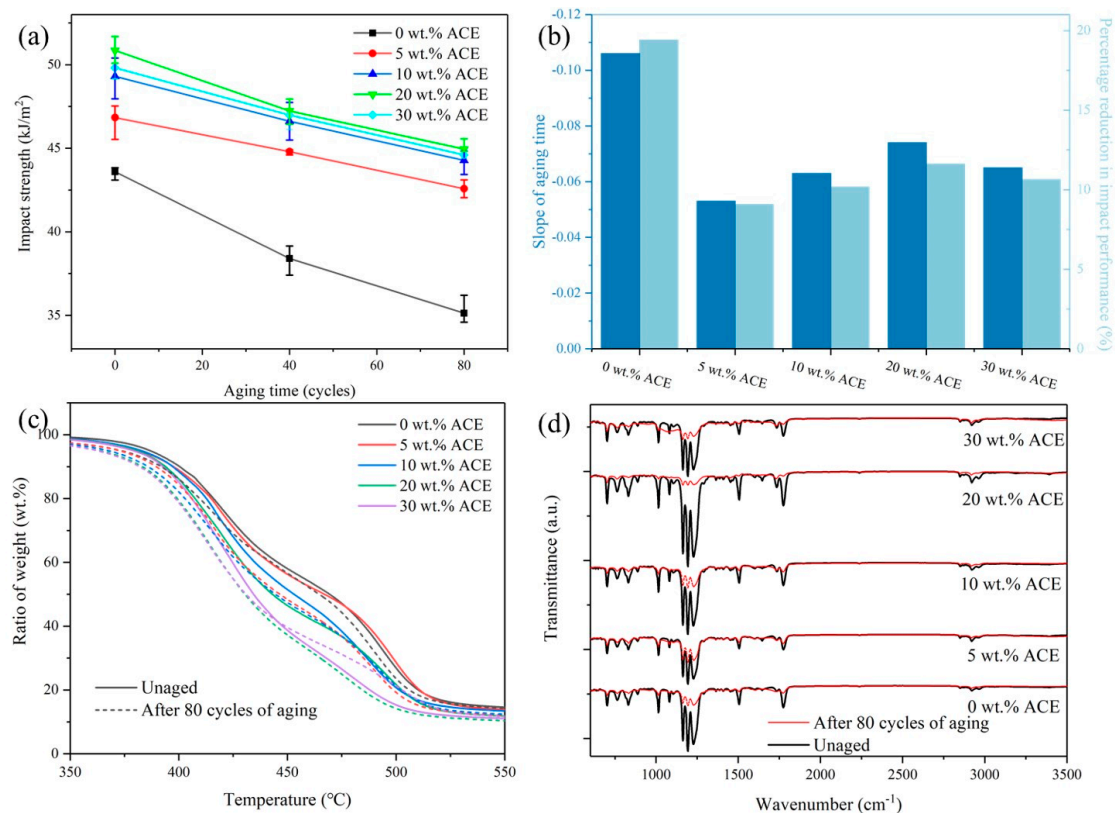 (a)
0 wt.% ACE
5 wt.% ACE
10 wt.% ACE
20 wt.% ACE
30 wt.% ACE
Impact strength (kJ/m²)
50
45
40
35
0 20 40 60 80
Aging time (cycles)
(b)
Slope of aging time
-0.12
-0.10
-0.08
-0.06
-0.04
-0.02
0.00
Percentage reduction in impact performance (%)
20
15
10
5
0
0 wt.% ACE
5 wt.% ACE
10 wt.% ACE
20 wt.% ACE
30 wt.% ACE
(c)
0 wt.% ACE
5 wt.% ACE
10 wt.% ACE
20 wt.% ACE
30 wt.% ACE
Ratio of weight (wt.%)
100
80
60
40
20
0
Unaged
After 80 cycles of aging
350 400 450 500 550
Temperature (℃)
(d)
Transmittance (a.u.)
30 wt.% ACE
20 wt.% ACE
10 wt.% ACE
5 wt.% ACE
0 wt.% ACE
After 80 cycles of aging
Unaged
1000 1500 2000 2500 3000 3500
Wavenumber (cm⁻¹)